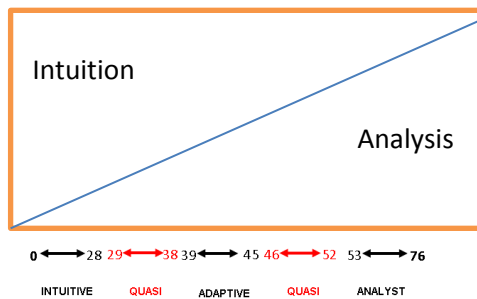 Intuition
Analysis
0 28 29 38 39 45 46 52 53 76
INTUITIVE QUASI ADAPTIVE QUASI ANALYST